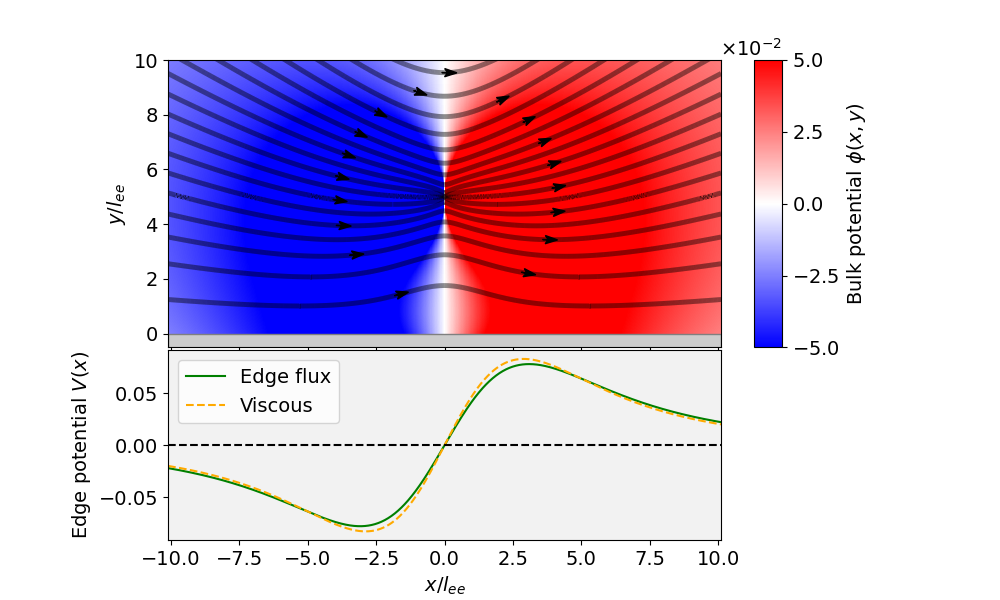 ×10⁻²
10
8
6
4
2
0
y/l_ee
5.0
2.5
0.0
−2.5
−5.0
Bulk potential ϕ(x, y)
Edge flux
Viscous
0.05
0.00
−0.05
Edge potential V(x)
−10.0 −7.5 −5.0 −2.5 0.0 2.5 5.0 7.5 10.0
x/l_ee